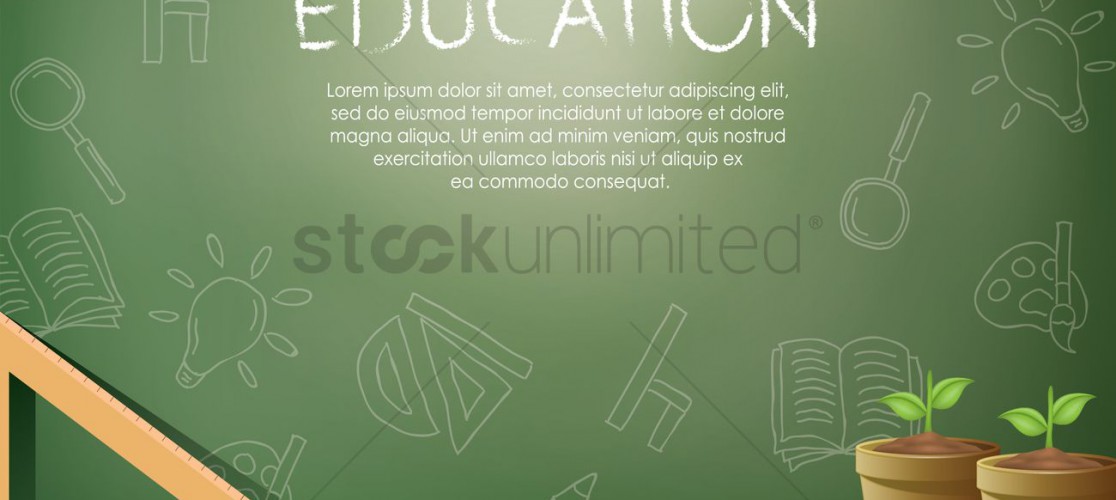 EDUCATION
Lorem ipsum dolor sit amet, consectetur adipiscing elit,
sed do eiusmod tempor incididunt ut labore et dolore
magna aliqua. Ut enim ad minim veniam, quis nostrud
exercitation ullamco laboris nisi ut aliquip ex
ea commodo consequat.
stockunlimited®